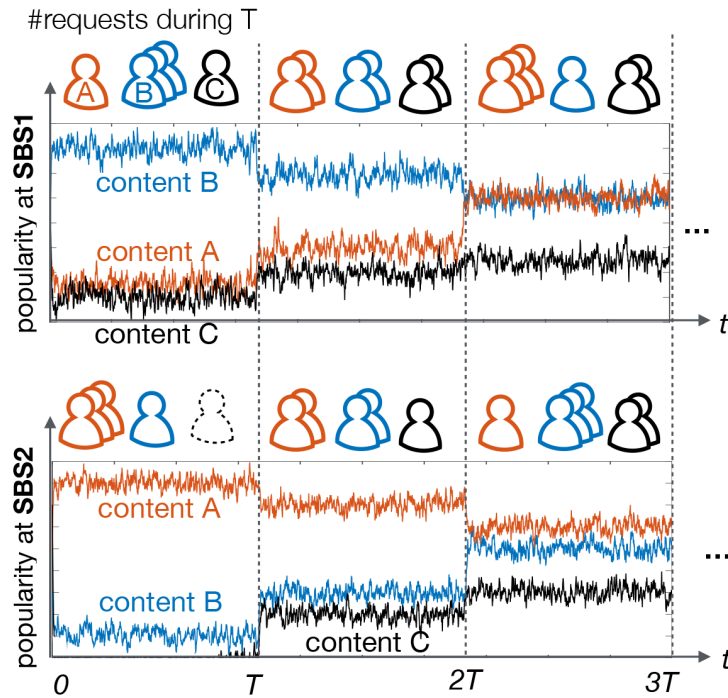 #requests during T
A
B
C
popularity at SBS1
content B
content A
content C
...
t
popularity at SBS2
content A
content B
content C
...
t
0
T
2T
3T